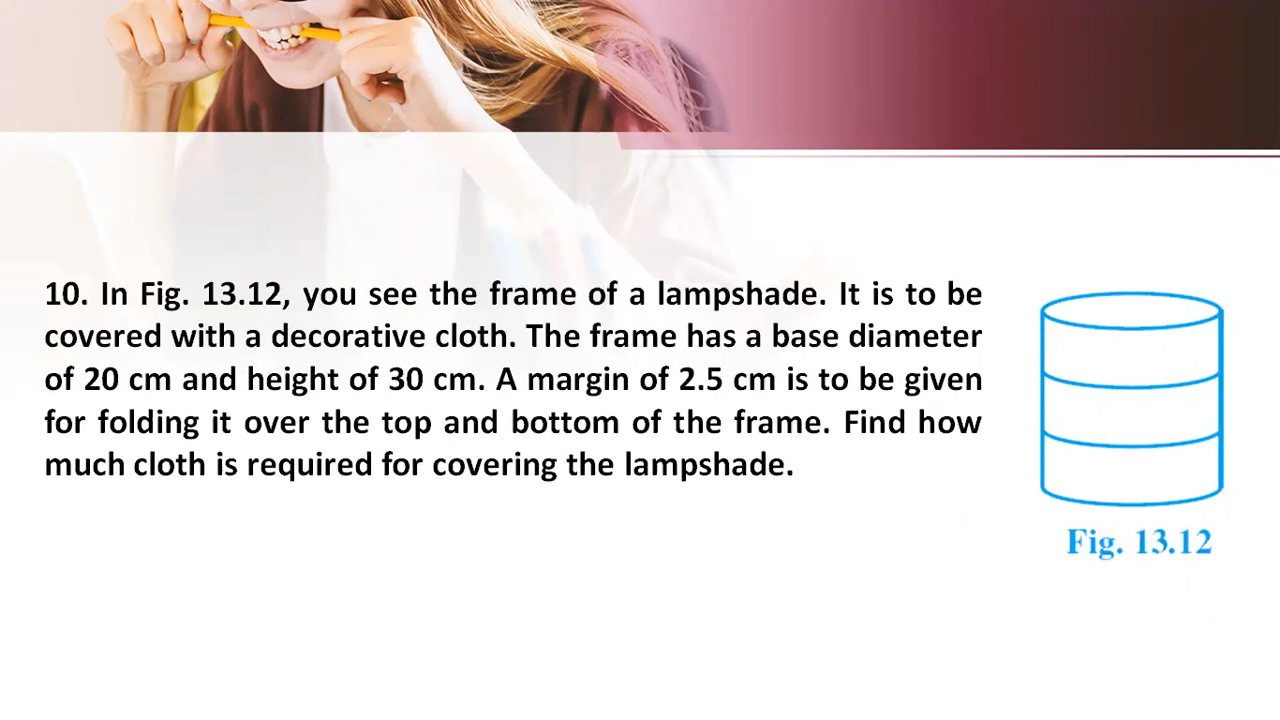 10. In Fig. 13.12, you see the frame of a lampshade. It is to be
covered with a decorative cloth. The frame has a base diameter
of 20 cm and height of 30 cm. A margin of 2.5 cm is to be given
for folding it over the top and bottom of the frame. Find how
much cloth is required for covering the lampshade.
Fig. 13.12